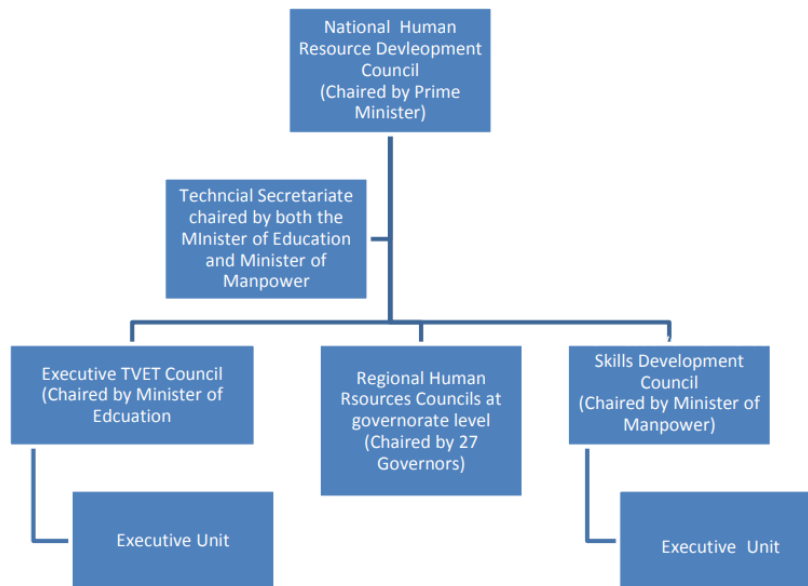 National Human
Resource Devleopment
Council
(Chaired by Prime
Minister)
Techncial Secretariate
chaired by both the
MInister of Education
and Minister of
Manpower
Executive TVET Council
(Chaired by Minister of
Edcuation
Regional Human
Rsources Councils at
governorate level
(Chaired by 27
Governors)
Skills Development
Council
(Chaired by Minister of
Manpower)
Executive Unit
Executive Unit